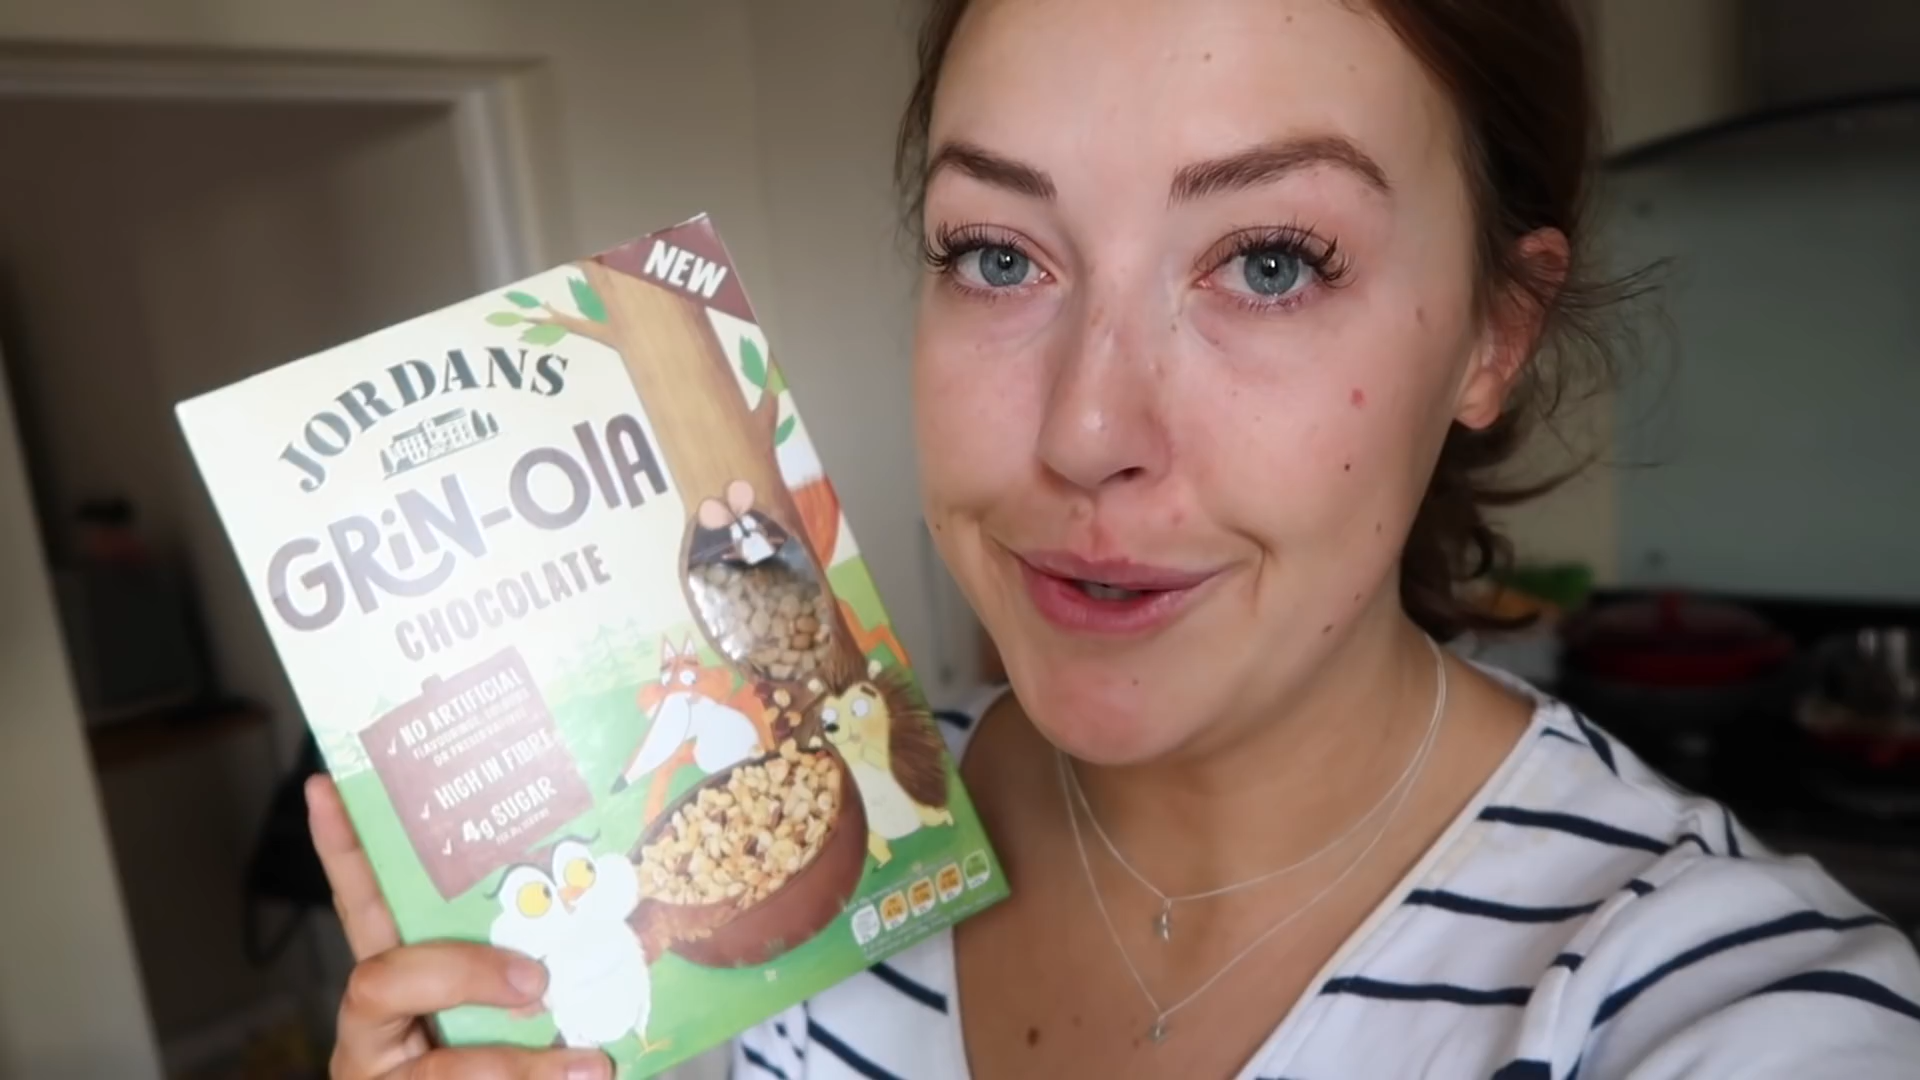 NEW
JORDANS
GRiN-OlA
CHOCOLATE
NO ARTIFICIAL
FLAVOURINGS, COLOURS
OR PRESERVATIVES
HIGH IN FIBRE
4g SUGAR